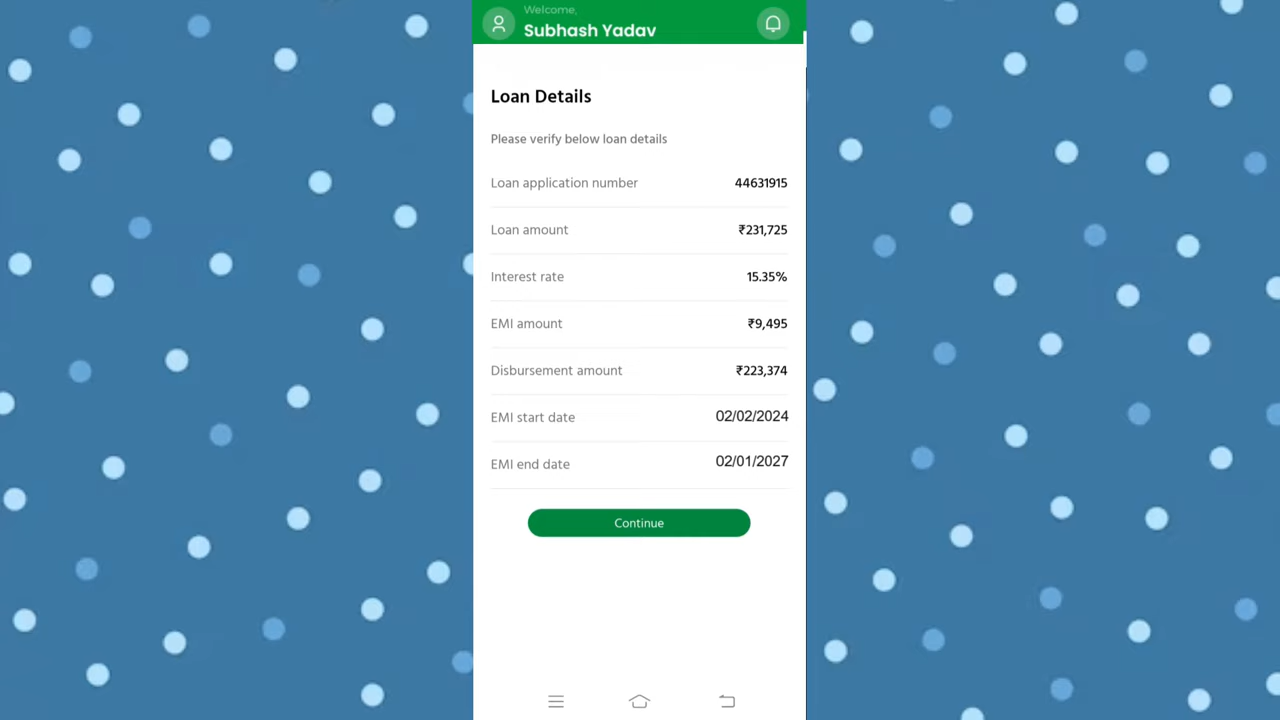 Welcome,
Subhash Yadav
Loan Details
Please verify below loan details
Loan application number 44631915
Loan amount ₹231,725
Interest rate 15.35%
EMI amount ₹9,495
Disbursement amount ₹223,374
EMI start date 02/02/2024
EMI end date 02/01/2027
Continue